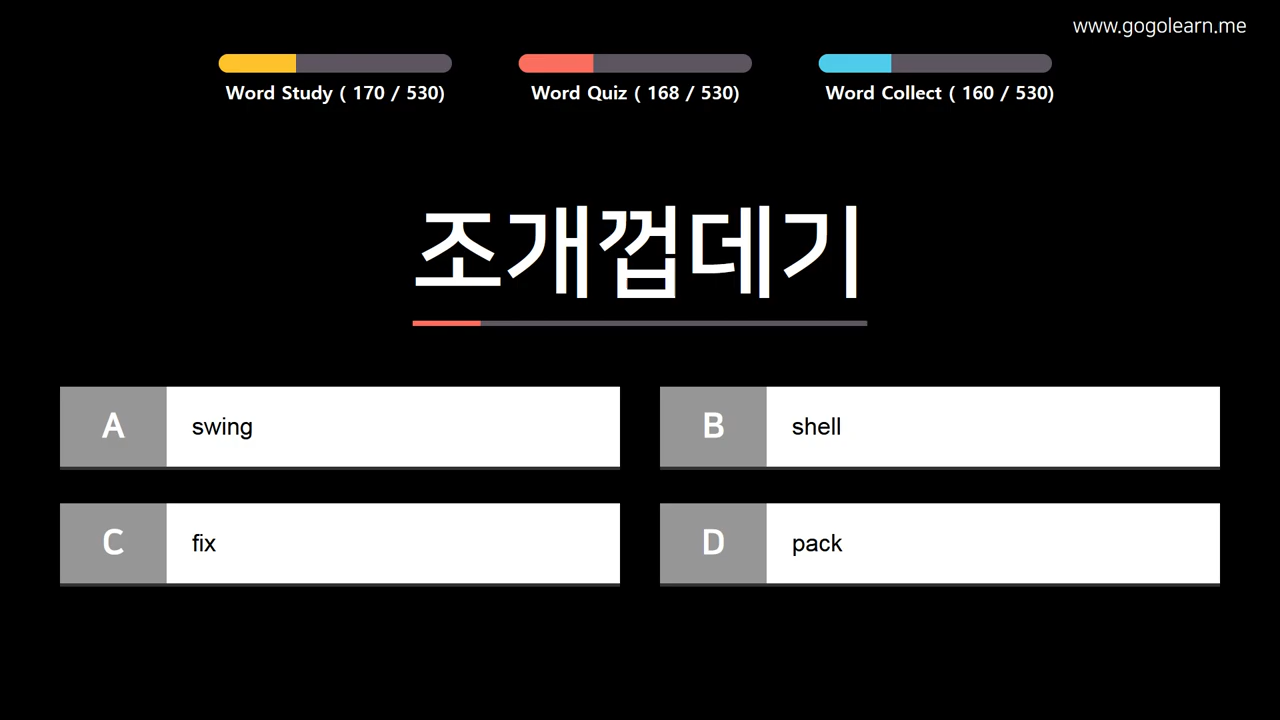 www.gogolearn.me
Word Study ( 170 / 530)
Word Quiz ( 168 / 530)
Word Collect ( 160 / 530)
조개껍데기
A swing
B shell
C fix
D pack